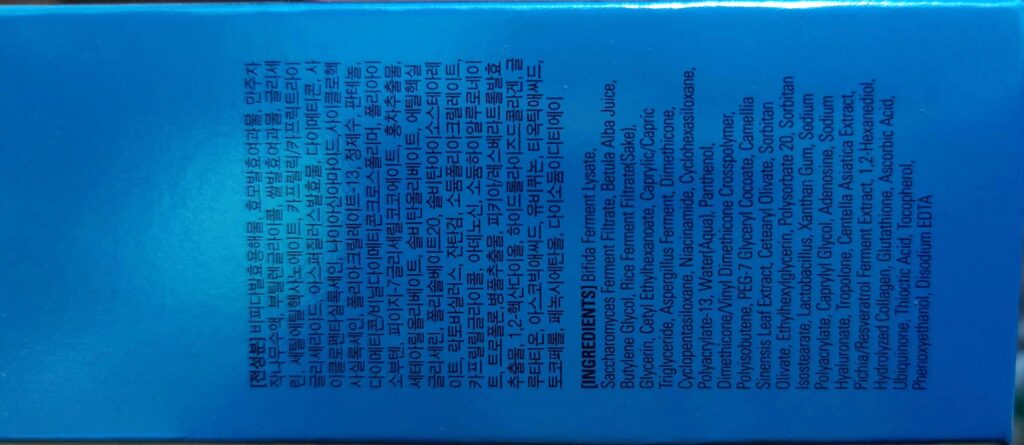 [전성분] 비피다발효용해물, 효모발효여과물, 만주자
작나무수액, 부틸렌글라이콜, 쌀발효여과물, 글리세
린, 세틸에틸헥사노에이트, 카프릴릭/카프릭트라이
글리세라이드, 아스퍼질러스발효물, 다이메티콘, 사
이클로펜타실록세인, 나이아신아마이드, 사이클로헥
사실록세인, 폴리아크릴레이트-13, 정제수, 판테놀,
다이메티콘/비닐다이메티콘크로스폴리머, 폴리아이
소부텐, 피이지-7글리세릴코코에이트, 홍차추출물,
세테아릴올리베이트, 솔비탄올리베이트, 에틸헥실
글리세린, 폴리솔베이트20, 솔비탄아이소스테아레
이트, 락토바실러스, 잔탄검, 소듐폴리아크릴레이트,
카프릴릴글라이콜, 아데노신, 소듐하이알루로네이
트, 트로폴론, 병풀추출물, 피키아/레스베라트롤발효
추출물, 1,2-헥산다이올, 하이드롤라이즈드콜라겐, 글
루타티온, 아스코빅애씨드, 유비퀴논, 티옥틱애씨드,
토코페롤, 페녹시에탄올, 다이소듐이디티에이
[INGREDIENTS] Bifida Ferment Lysate,
Saccharomyces Ferment Filtrate, Betula Alba Juice,
Butylene Glycol, Rice Ferment Filtrate(Sake),
Glycerin, Cetyl Ethylhexanoate, Caprylic/Capric
Triglyceride, Aspergillus Ferment, Dimethicone,
Cyclopentasiloxane, Niacinamide, Cyclohexasiloxane,
Polyacrylate-13, Water(Aqua), Panthenol,
Dimethicone/Vinyl Dimethicone Crosspolymer,
Polyisobutene, PEG-7 Glyceryl Cocoate, Camellia
Sinensis Leaf Extract, Cetearyl Olivate, Sorbitan
Olivate, Ethylhexylglycerin, Polysorbate 20, Sorbitan
Isostearate, Lactobacillus, Xanthan Gum, Sodium
Polyacrylate, Caprylyl Glycol, Adenosine, Sodium
Hyaluronate, Tropolone, Centella Asiatica Extract,
Pichia/Resveratrol Ferment Extract, 1,2-Hexanediol,
Hydrolyzed Collagen, Glutathione, Ascorbic Acid,
Ubiquinone, Thioctic Acid, Tocopherol,
Phenoxyethanol, Disodium EDTA